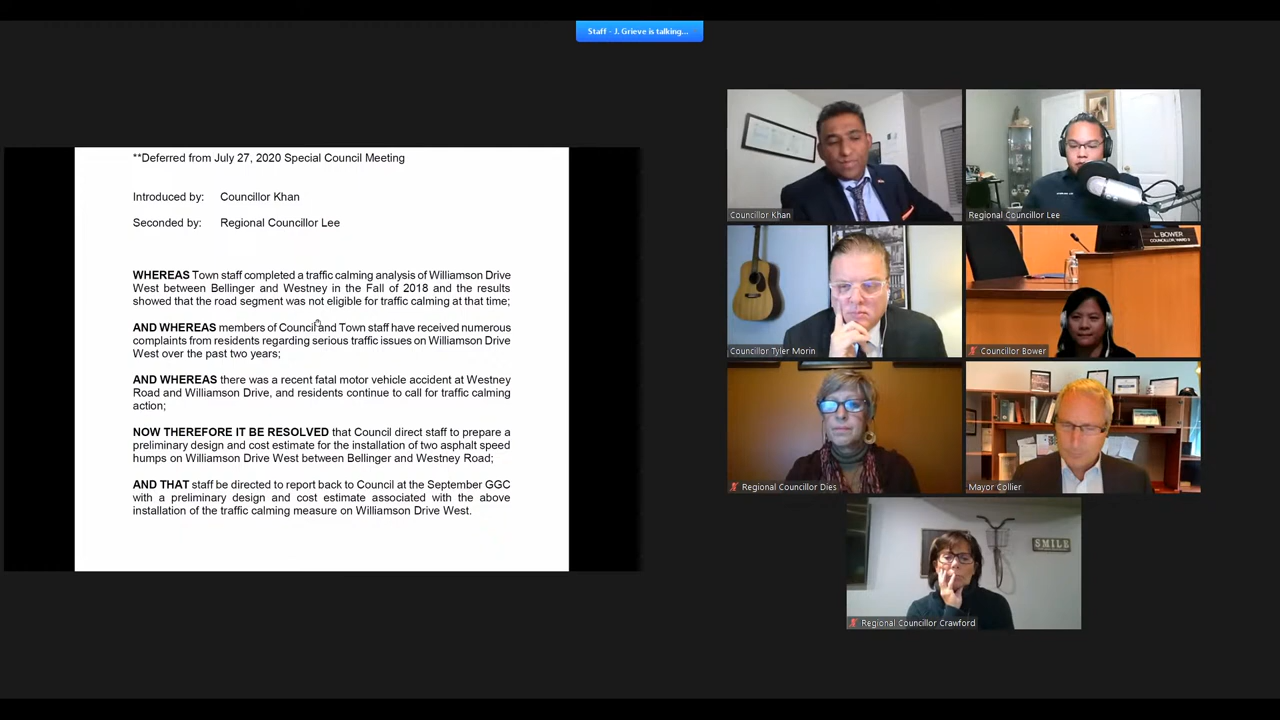 Staff - J. Grieve is talking...
**Deferred from July 27, 2020 Special Council Meeting
Introduced by: Councillor Khan
Seconded by: Regional Councillor Lee
WHEREAS Town staff completed a traffic calming analysis of Williamson Drive
West between Bellinger and Westney in the Fall of 2018 and the results
showed that the road segment was not eligible for traffic calming at that time;
AND WHEREAS members of Council and Town staff have received numerous
complaints from residents regarding serious traffic issues on Williamson Drive
West over the past two years;
AND WHEREAS there was a recent fatal motor vehicle accident at Westney
Road and Williamson Drive, and residents continue to call for traffic calming
action;
NOW THEREFORE IT BE RESOLVED that Council direct staff to prepare a
preliminary design and cost estimate for the installation of two asphalt speed
humps on Williamson Drive West between Bellinger and Westney Road;
AND THAT staff be directed to report back to Council at the September GGC
with a preliminary design and cost estimate associated with the above
installation of the traffic calming measure on Williamson Drive West.
Councillor Khan
Regional Councillor Lee
L. BOWER
COUNCILLOR, WARD 3
Councillor Tyler Morin
Councillor Bower
Regional Councillor Dies
Mayor Collier
SMILE
Regional Councillor Crawford